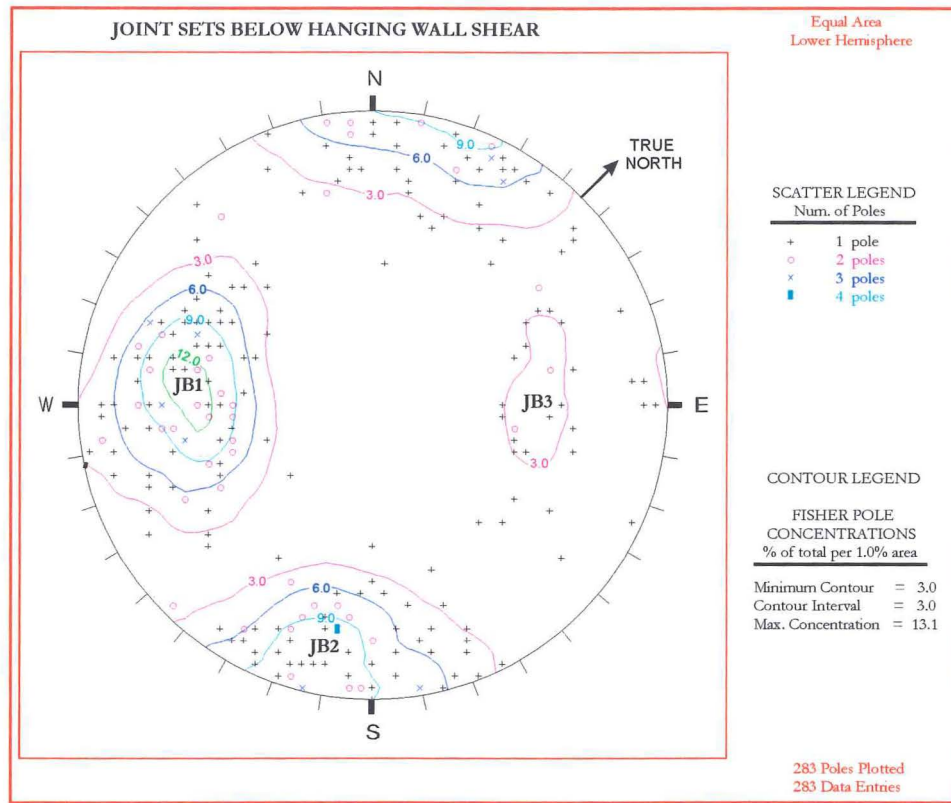 JOINT SETS BELOW HANGING WALL SHEAR
Equal Area
Lower Hemisphere
N
TRUE
NORTH
9.0
6.0
3.0
3.0
6.0
9.0
12.0
JB1
W
JB3
E
3.0
3.0
6.0
9.0
JB2
S
SCATTER LEGEND
Num. of Poles
1 pole
2 poles
3 poles
4 poles
CONTOUR LEGEND
FISHER POLE
CONCENTRATIONS
% of total per 1.0% area
Minimum Contour = 3.0
Contour Interval = 3.0
Max. Concentration = 13.1
283 Poles Plotted
283 Data Entries